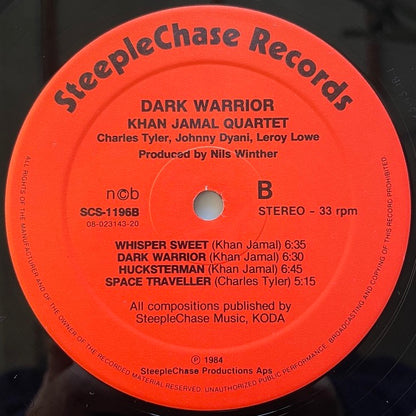 SteepleChase Records
DARK WARRIOR
KHAN JAMAL QUARTET
Charles Tyler, Johnny Dyani, Leroy Lowe
Produced by Nils Winther
n©b
B
SCS-1196B
STEREO - 33 rpm
08-023143-20
WHISPER SWEET (Khan Jamal) 6:35
DARK WARRIOR (Khan Jamal) 6:30
HUCKSTERMAN (Khan Jamal) 6:45
SPACE TRAVELLER (Charles Tyler) 5:15
All compositions published by
SteepleChase Music, KODA
℗ 1984
SteepleChase Productions Aps
ALL RIGHTS OF THE MANUFACTURER AND OF THE OWNER OF THE RECORDED MATERIAL RESERVED. UNAUTHORIZED PUBLIC PERFORMANCE, BROADCASTING AND COPYING OF THIS RECORD PROHIBITED.